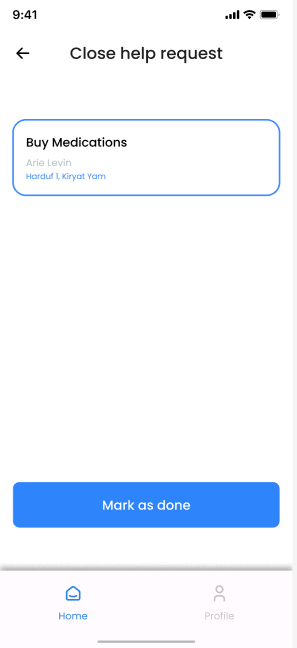 9:41
Close help request
Buy Medications
Arie Levin
Harduf 1, Kiryat Yam
Mark as done
Home
Profile